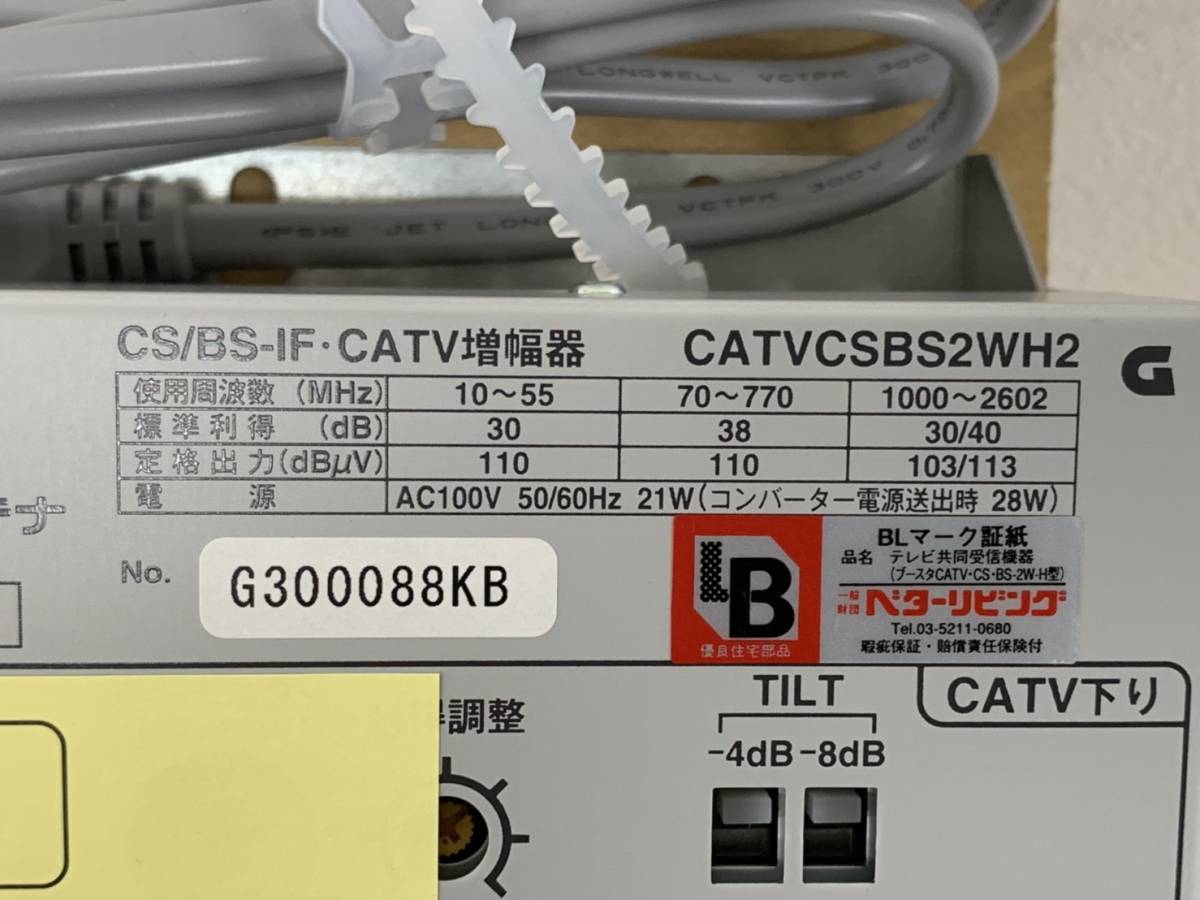 LONGWELL VCTFK 300
JET LONGWELL VCTFK 300V
CS/BS-IF・CATV増幅器 CATVCSBS2WH2
使用周波数 (MHz) 10～55 70～770 1000～2602
標準利得 (dB) 30 38 30/40
定格出力(dBμV) 110 110 103/113
電源 AC100V 50/60Hz 21W(コンバーター電源送出時 28W)
テナ
No. G300088KB
LB
優良住宅部品
BLマーク証紙
品名 テレビ共同受信機器
(ブースタCATV・CS・BS-2W-H型)
一般財団 ベターリビング
Tel.03-5211-0680
瑕疵保証・賠償責任保険付
調整
TILT
-4dB -8dB
CATV下り